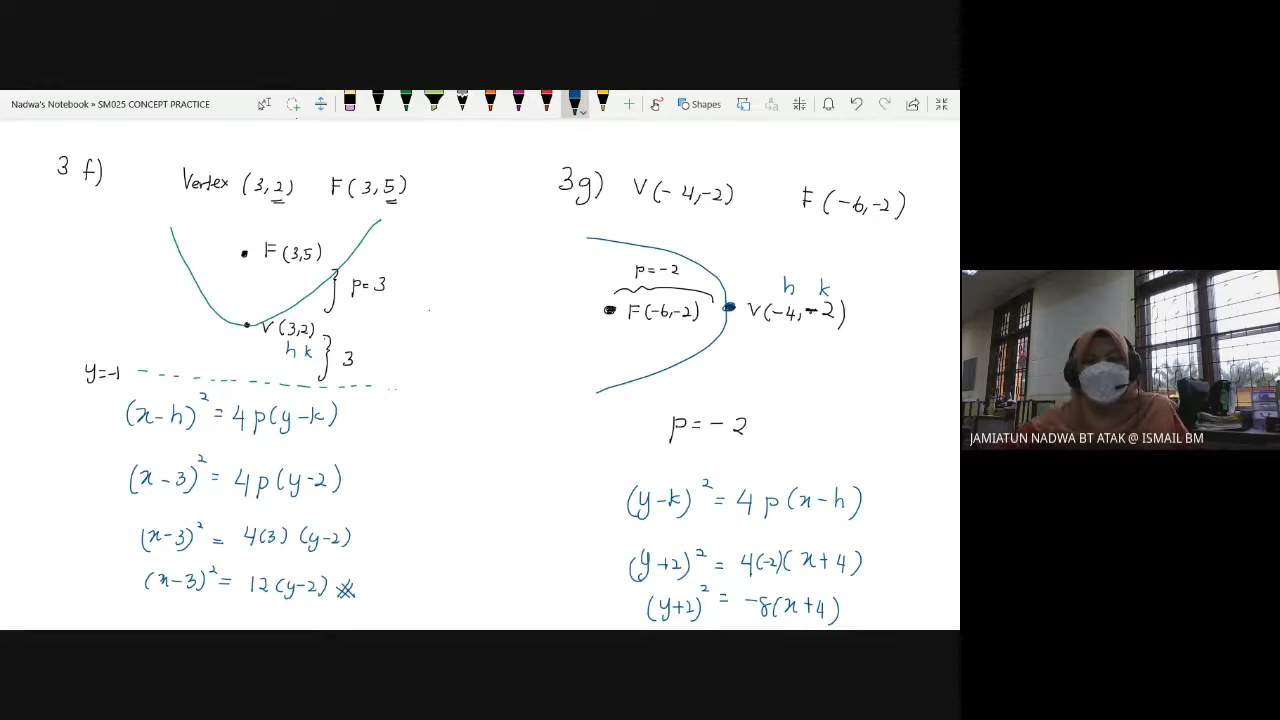 Nadwa's Notebook » SM025 CONCEPT PRACTICE
Shapes
3 f)
Vertex (3,2) F(3,5)
F(3,5)
p=3
V(3,2)
h k
3
y=-1
(x-h)² = 4p(y-k)
(x-3)² = 4p(y-2)
(x-3)² = 4(3) (y-2)
(x-3)² = 12(y-2)
3g) V(-4,-2) F(-6,-2)
p=-2
h k
F(-6,-2) V(-4,-2)
p=-2
(y-k)² = 4p(x-h)
(y+2)² = 4(-2)(x+4)
(y+2)² = -8(x+4)
JAMIATUN NADWA BT ATAK @ ISMAIL BM